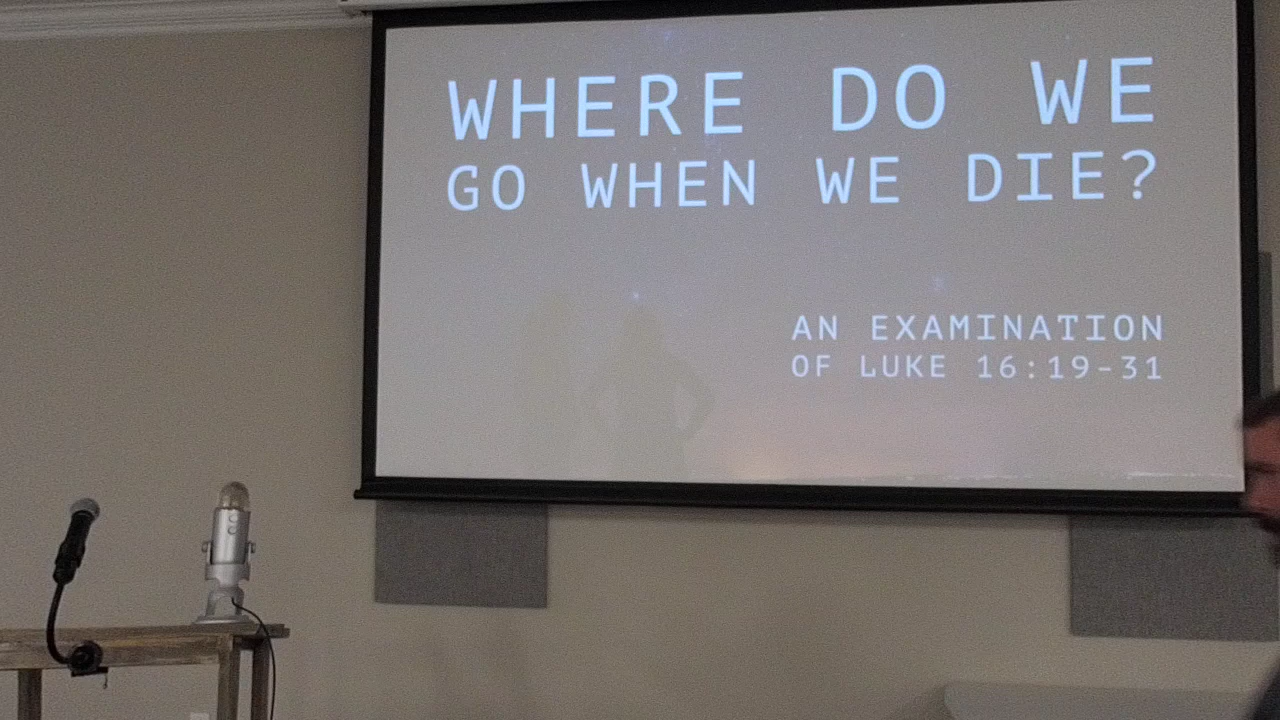 WHERE DO WE
GO WHEN WE DIE?
AN EXAMINATION
OF LUKE 16:19-31